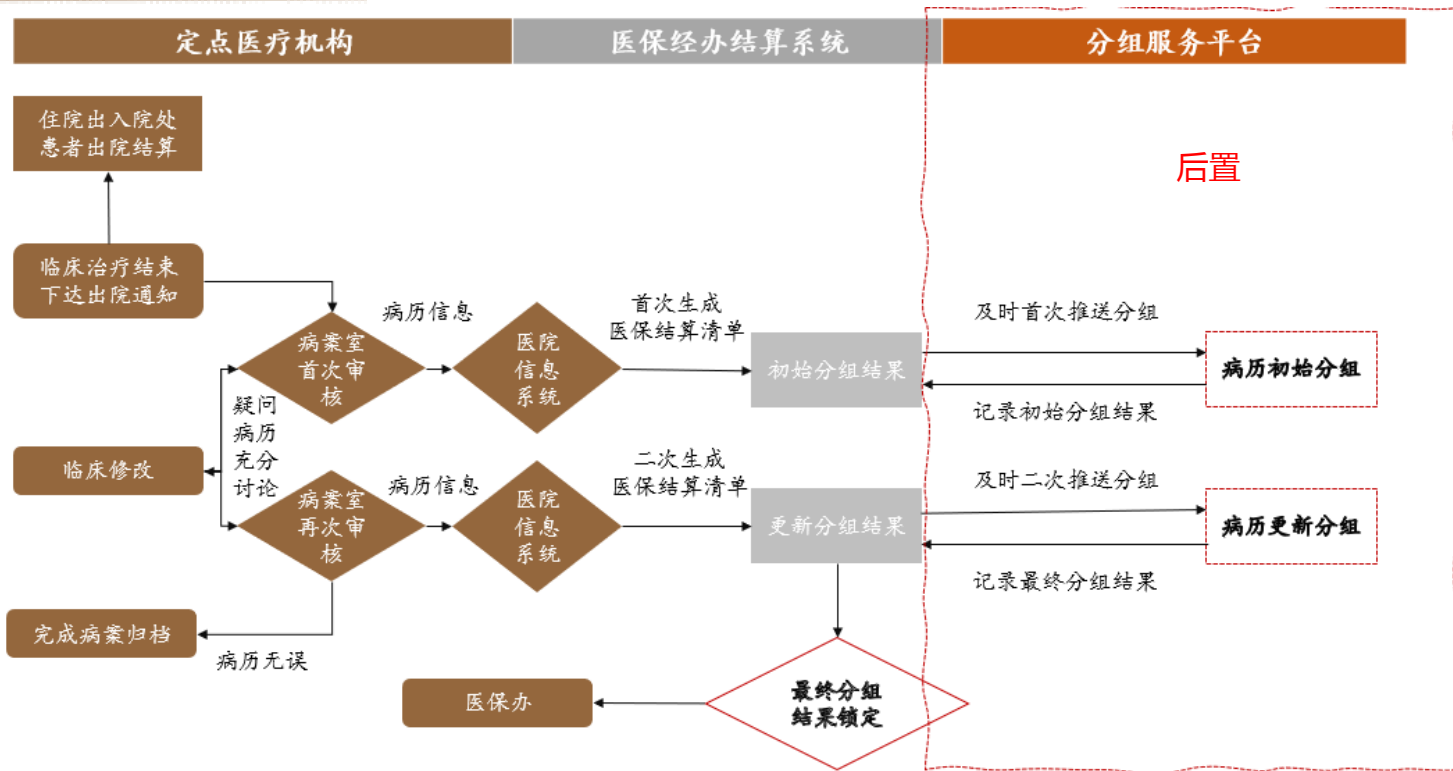 定点医疗机构
医保经办结算系统
分组服务平台
住院出入院处
患者出院结算
后置
临床治疗结束
下达出院通知
病历信息
首次生成
医保结算清单
及时首次推送分组
病案室
首次审
核
医院
信息
系统
初始分组结果
病历初始分组
记录初始分组结果
疑问
病历
充分
讨论
临床修改
病历信息
二次生成
医保结算清单
及时二次推送分组
病案室
再次审
核
医院
信息
系统
更新分组结果
病历更新分组
记录最终分组结果
完成病案归档
病历无误
医保办
最终分组
结果锁定